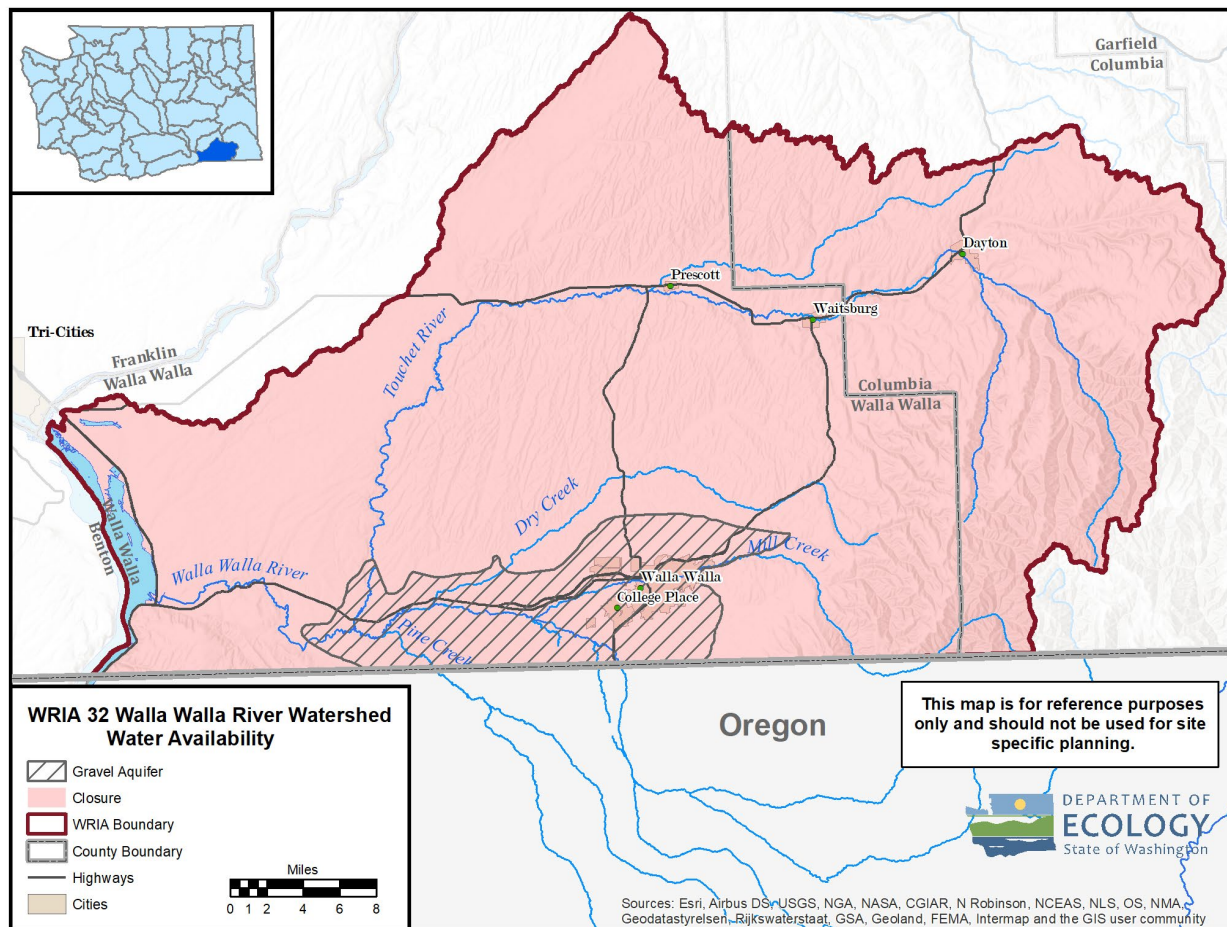 Garfield
Columbia
Dayton
Prescott
Waitsburg
Tri-Cities
Franklin
Walla Walla
Touchet River
Columbia
Walla Walla
Dry Creek
Walla Walla
Benton
Mill Creek
Walla Walla River
Walla Walla
College Place
Pine Creek
WRIA 32 Walla Walla River Watershed
Water Availability
Gravel Aquifer
Closure
WRIA Boundary
County Boundary
Highways
Cities
Miles
0 1 2 4 6 8
Oregon
This map is for reference purposes
only and should not be used for site
specific planning.
DEPARTMENT OF
ECOLOGY
State of Washington
Sources: Esri, Airbus DS, USGS, NGA, NASA, CGIAR, N Robinson, NCEAS, NLS, OS, NMA,
Geodatastyrelsen, Rijkswaterstaat, GSA, Geoland, FEMA, Intermap and the GIS user community